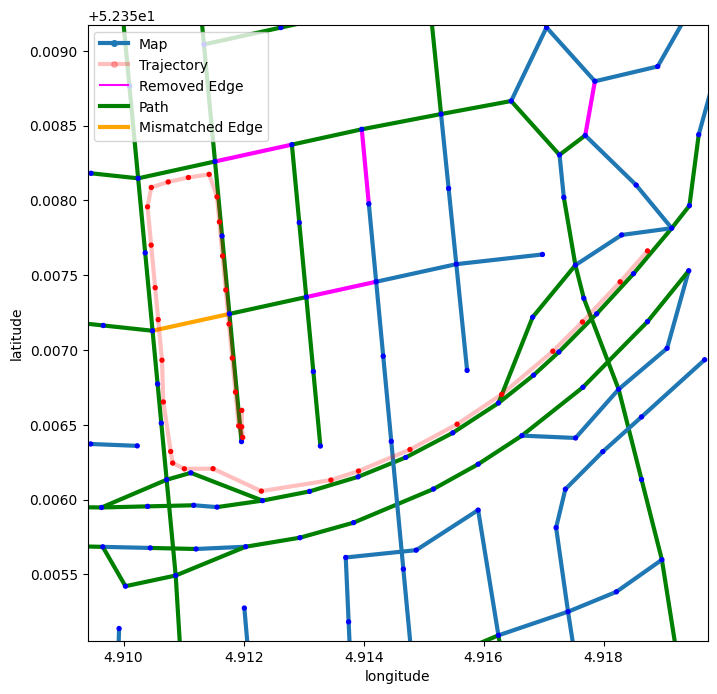 +5.235e1
0.0090
0.0085
0.0080
0.0075
0.0070
0.0065
0.0060
0.0055
latitude
Map
Trajectory
Removed Edge
Path
Mismatched Edge
4.910 4.912 4.914 4.916 4.918
longitude